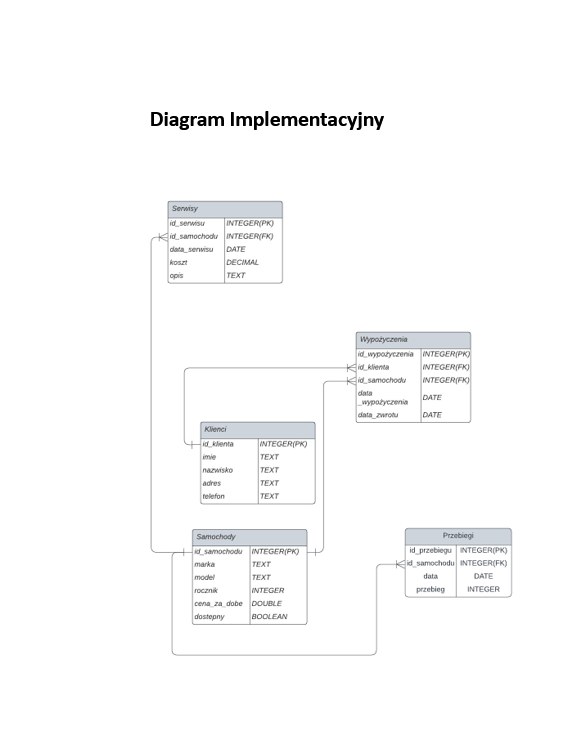 Diagram Implementacyjny
Serwisy
id_serwisu INTEGER(PK)
id_samochodu INTEGER(FK)
data_serwisu DATE
koszt DECIMAL
opis TEXT
Wypożyczenia
id_wypożyczenia INTEGER(PK)
id_klienta INTEGER(FK)
id_samochodu INTEGER(FK)
data
_wypożyczenia DATE
data_zwrotu DATE
Klienci
id_klienta INTEGER(PK)
imie TEXT
nazwisko TEXT
adres TEXT
telefon TEXT
Samochody
id_samochodu INTEGER(PK)
marka TEXT
model TEXT
rocznik INTEGER
cena_za_dobe DOUBLE
dostepny BOOLEAN
Przebiegi
id_przebiegu INTEGER(PK)
id_samochodu INTEGER(FK)
data DATE
przebieg INTEGER